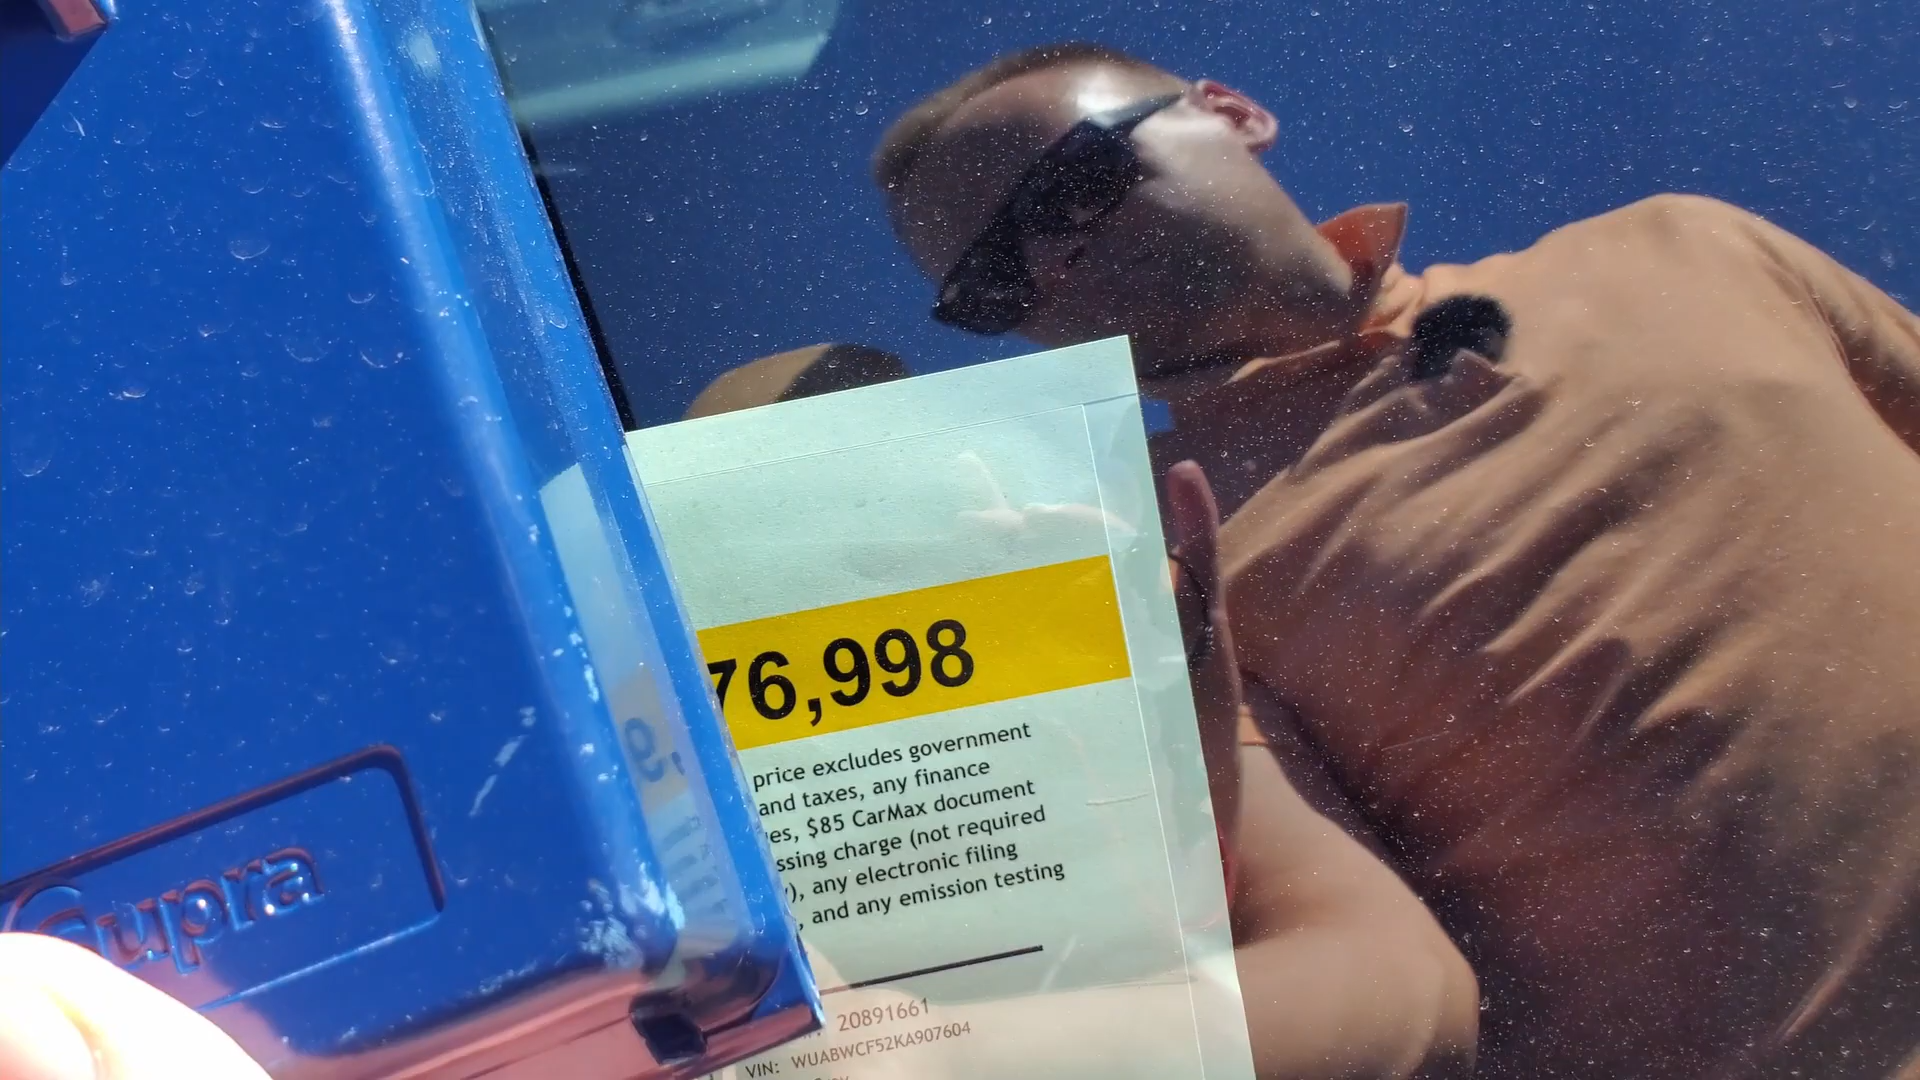 Supra
76,998
price excludes government
and taxes, any finance
es, $85 CarMax document
ssing charge (not required
), any electronic filing
, and any emission testing
20891661
VIN: WUABWCF52KA907604